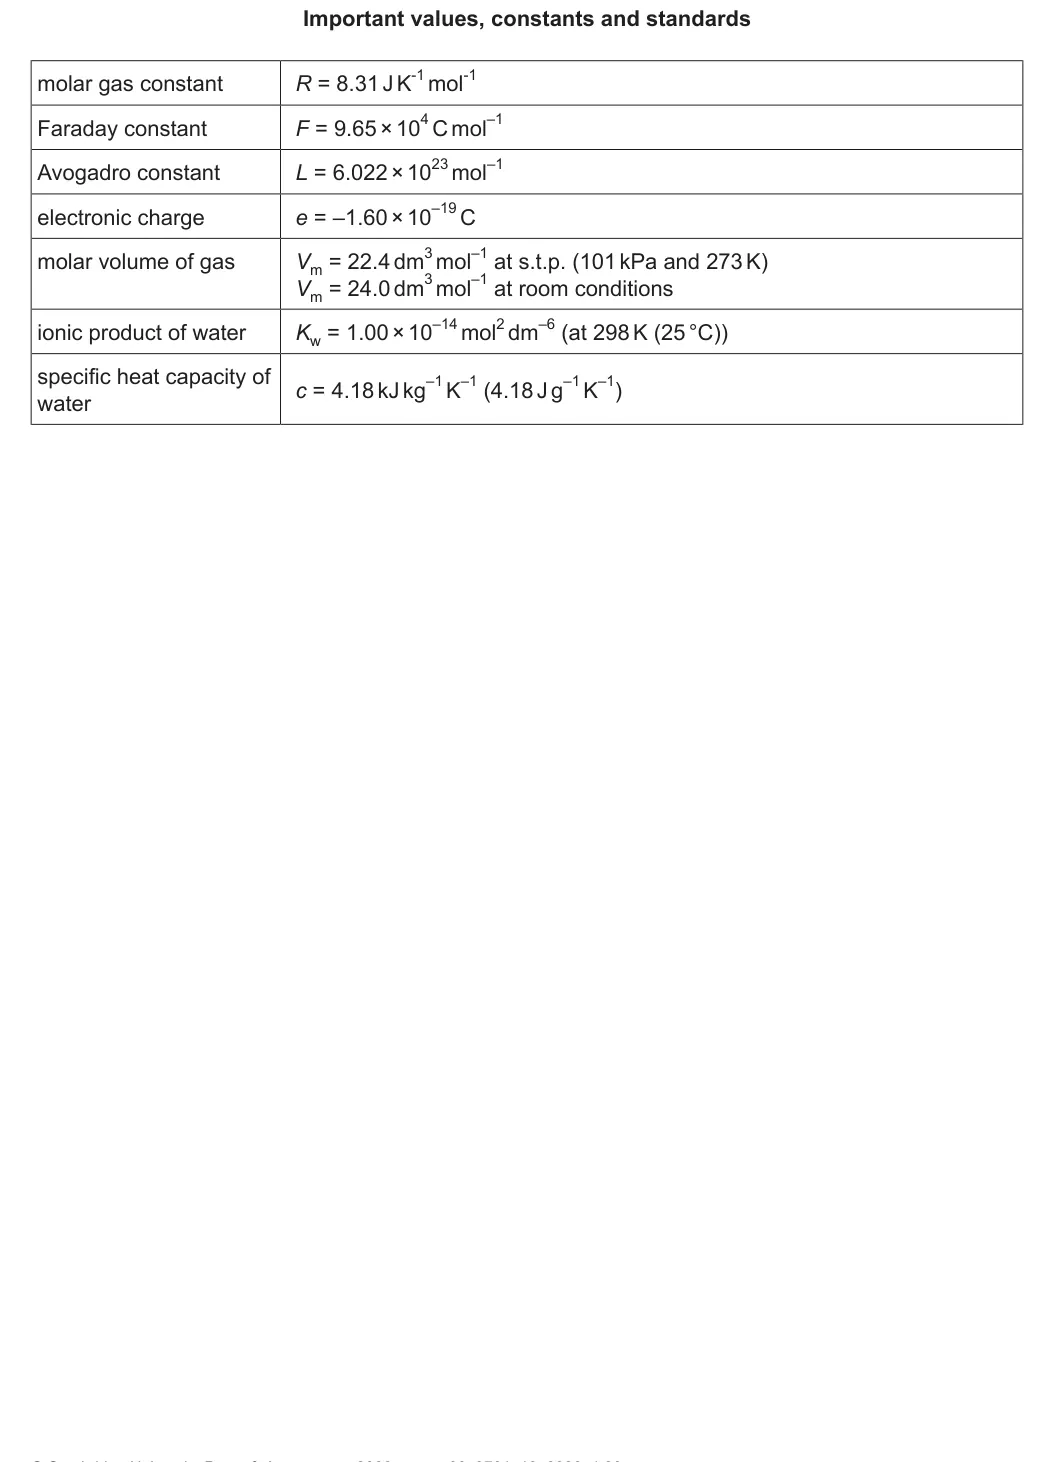 Important values, constants and standards
molar gas constant R = 8.31 J K⁻¹ mol⁻¹
Faraday constant F = 9.65 × 10⁴ C mol⁻¹
Avogadro constant L = 6.022 × 10²³ mol⁻¹
electronic charge e = –1.60 × 10⁻¹⁹ C
molar volume of gas Vₘ = 22.4 dm³ mol⁻¹ at s.t.p. (101 kPa and 273 K)
Vₘ = 24.0 dm³ mol⁻¹ at room conditions
ionic product of water K_w = 1.00 × 10⁻¹⁴ mol² dm⁻⁶ (at 298 K (25 °C))
specific heat capacity of
water
c = 4.18 kJ kg⁻¹ K⁻¹ (4.18 J g⁻¹ K⁻¹)